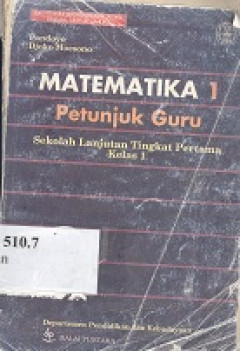 Djoko Moesono
MATEMATIKA 1
Petunjuk Guru
Sekolah Lanjutan Tingkat Pertama
Kelas 1
510.7
Departemen Pendidikan dan Kebudayaan
BALAI PUSTAKA